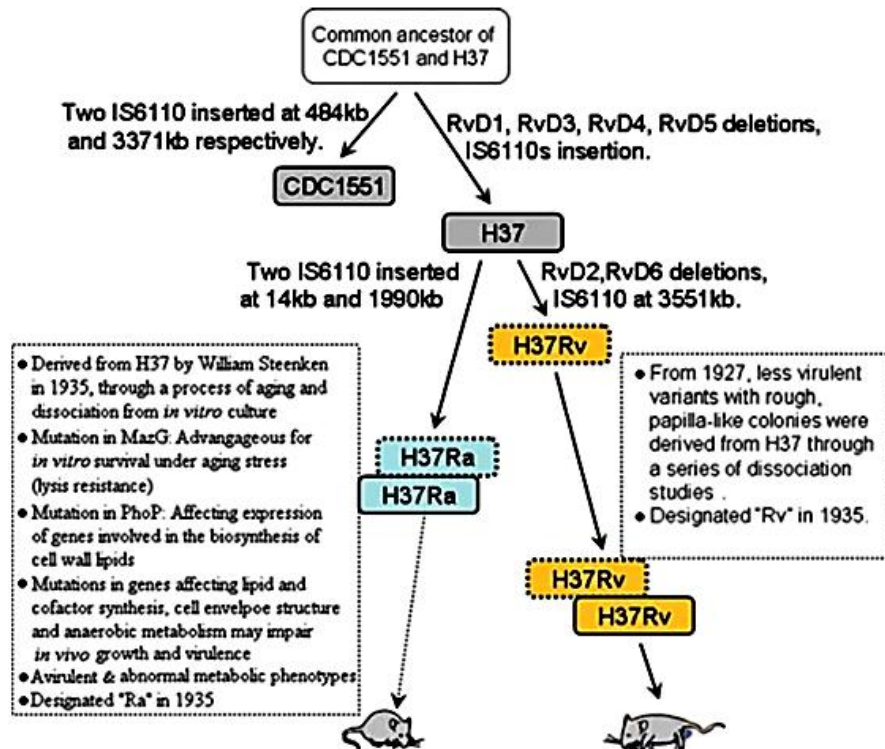 Common ancestor of
CDC1551 and H37
Two IS6110 inserted at 484kb
and 3371kb respectively.
RvD1, RvD3, RvD4, RvD5 deletions,
IS6110s insertion.
CDC1551
H37
Two IS6110 inserted
at 14kb and 1990kb
RvD2,RvD6 deletions,
IS6110 at 3551kb.
H37Rv
● Derived from H37 by William Steenken
in 1935, through a process of aging and
dissociation from in vitro culture
● Mutation in MazG: Advangageous for
in vitro survival under aging stress
(lysis resistance)
● Mutation in PhoP: Affecting expression
of genes involved in the biosynthesis of
cell wall lipids
● Mutations in genes affecting lipid and
cofactor synthesis, cell envelpoe structure
and anaerobic metabolism may impair
in vivo growth and virulence
● Avirulent & abnormal metabolic phenotypes
● Designated "Ra" in 1935
H37Ra
H37Ra
● From 1927, less virulent
variants with rough,
papilla-like colonies were
derived from H37 through
a series of dissociation
studies .
● Designated "Rv" in 1935.
H37Rv
H37Rv